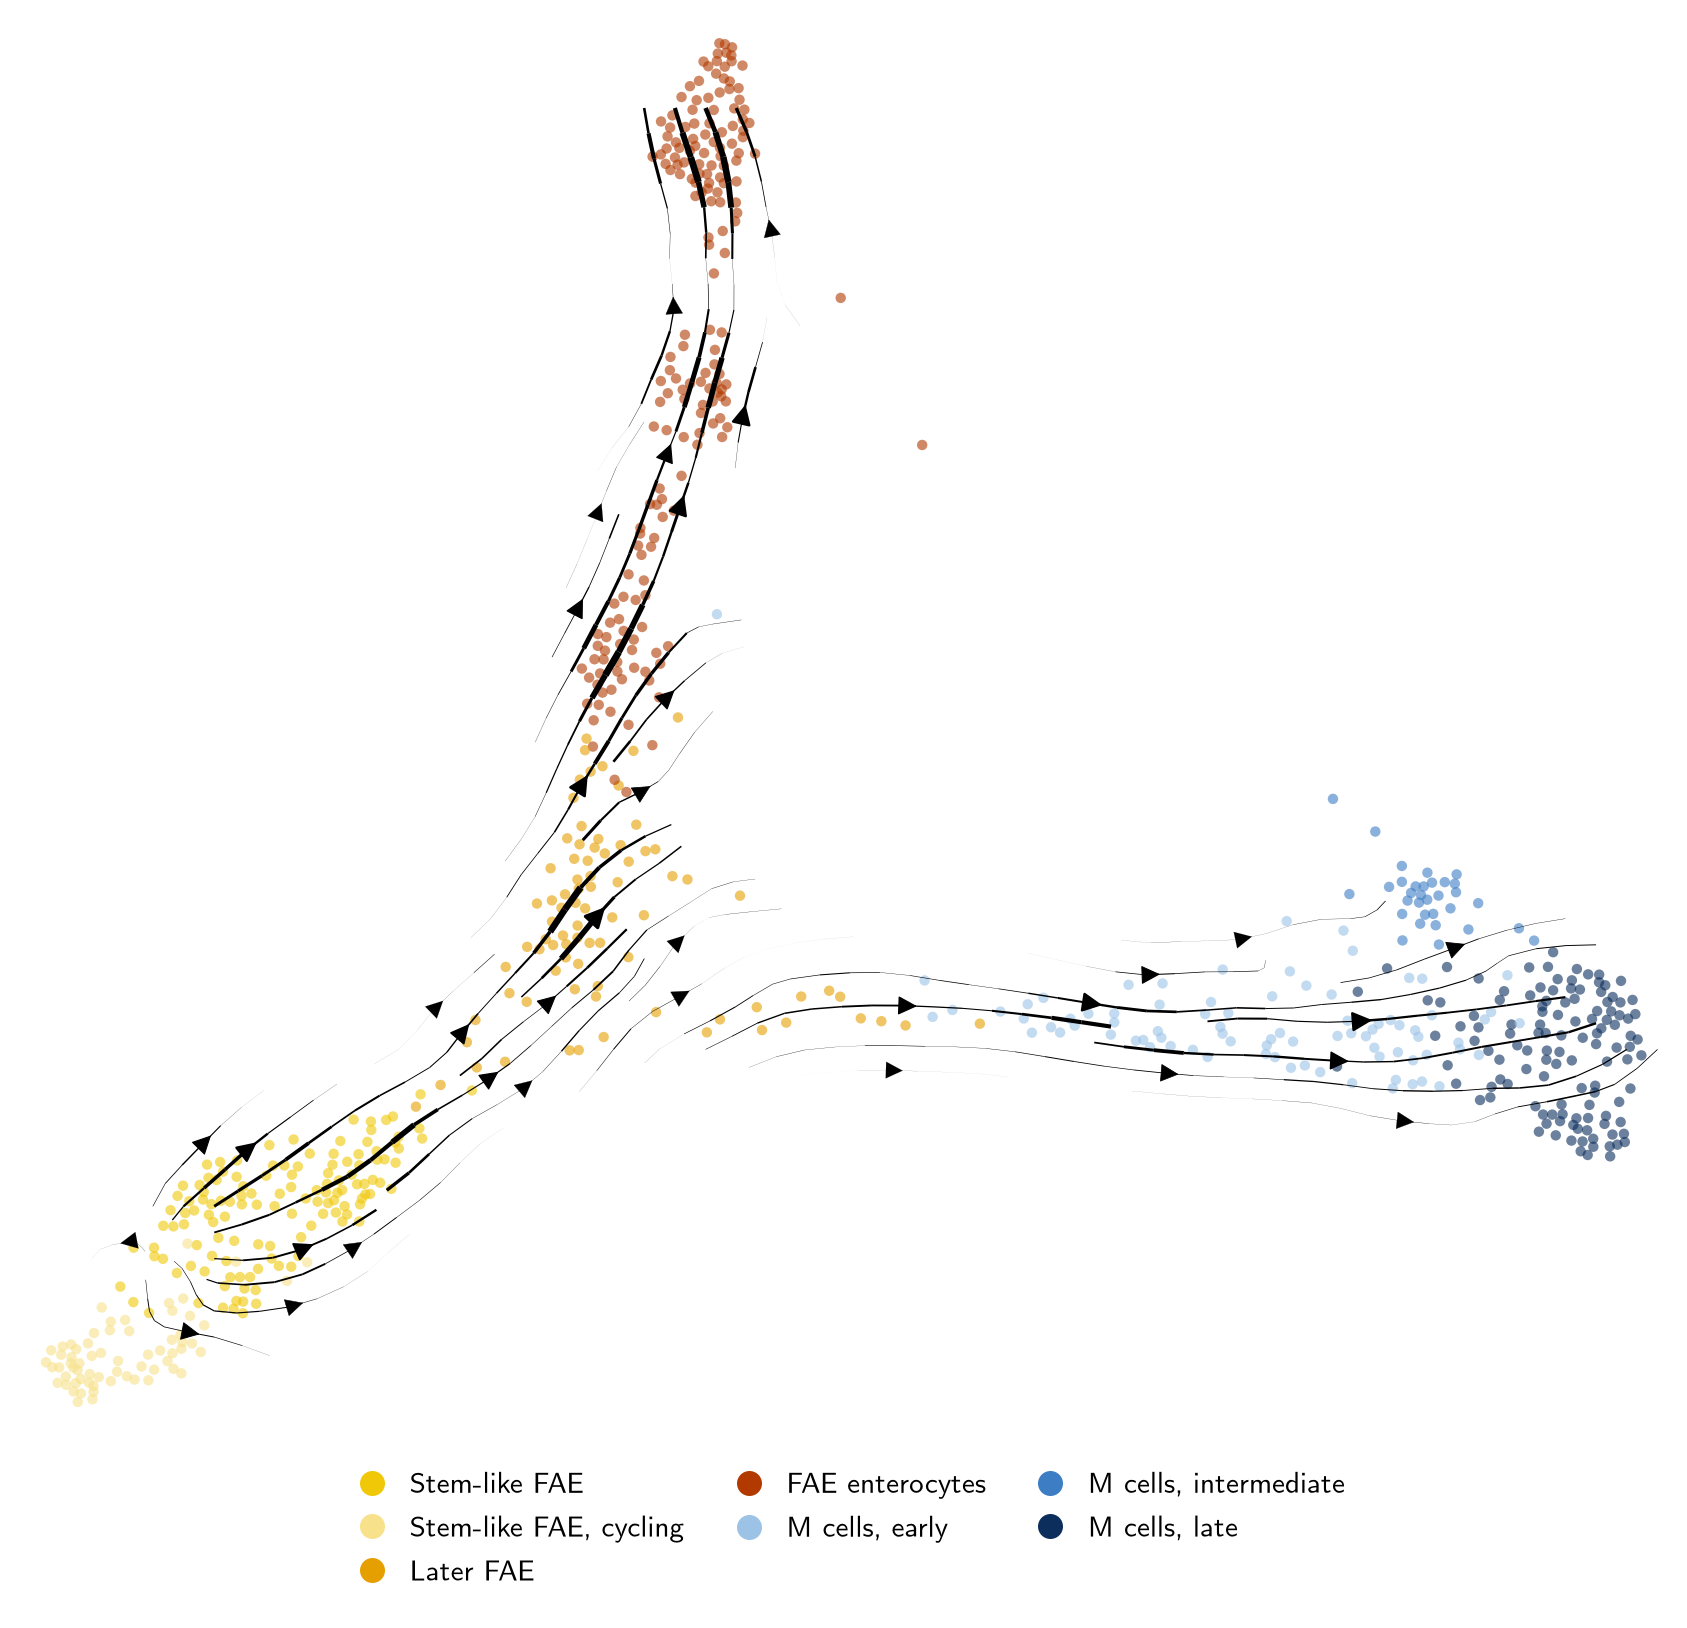 Stem-like FAE
FAE enterocytes
M cells, intermediate
Stem-like FAE, cycling
M cells, early
M cells, late
Later FAE